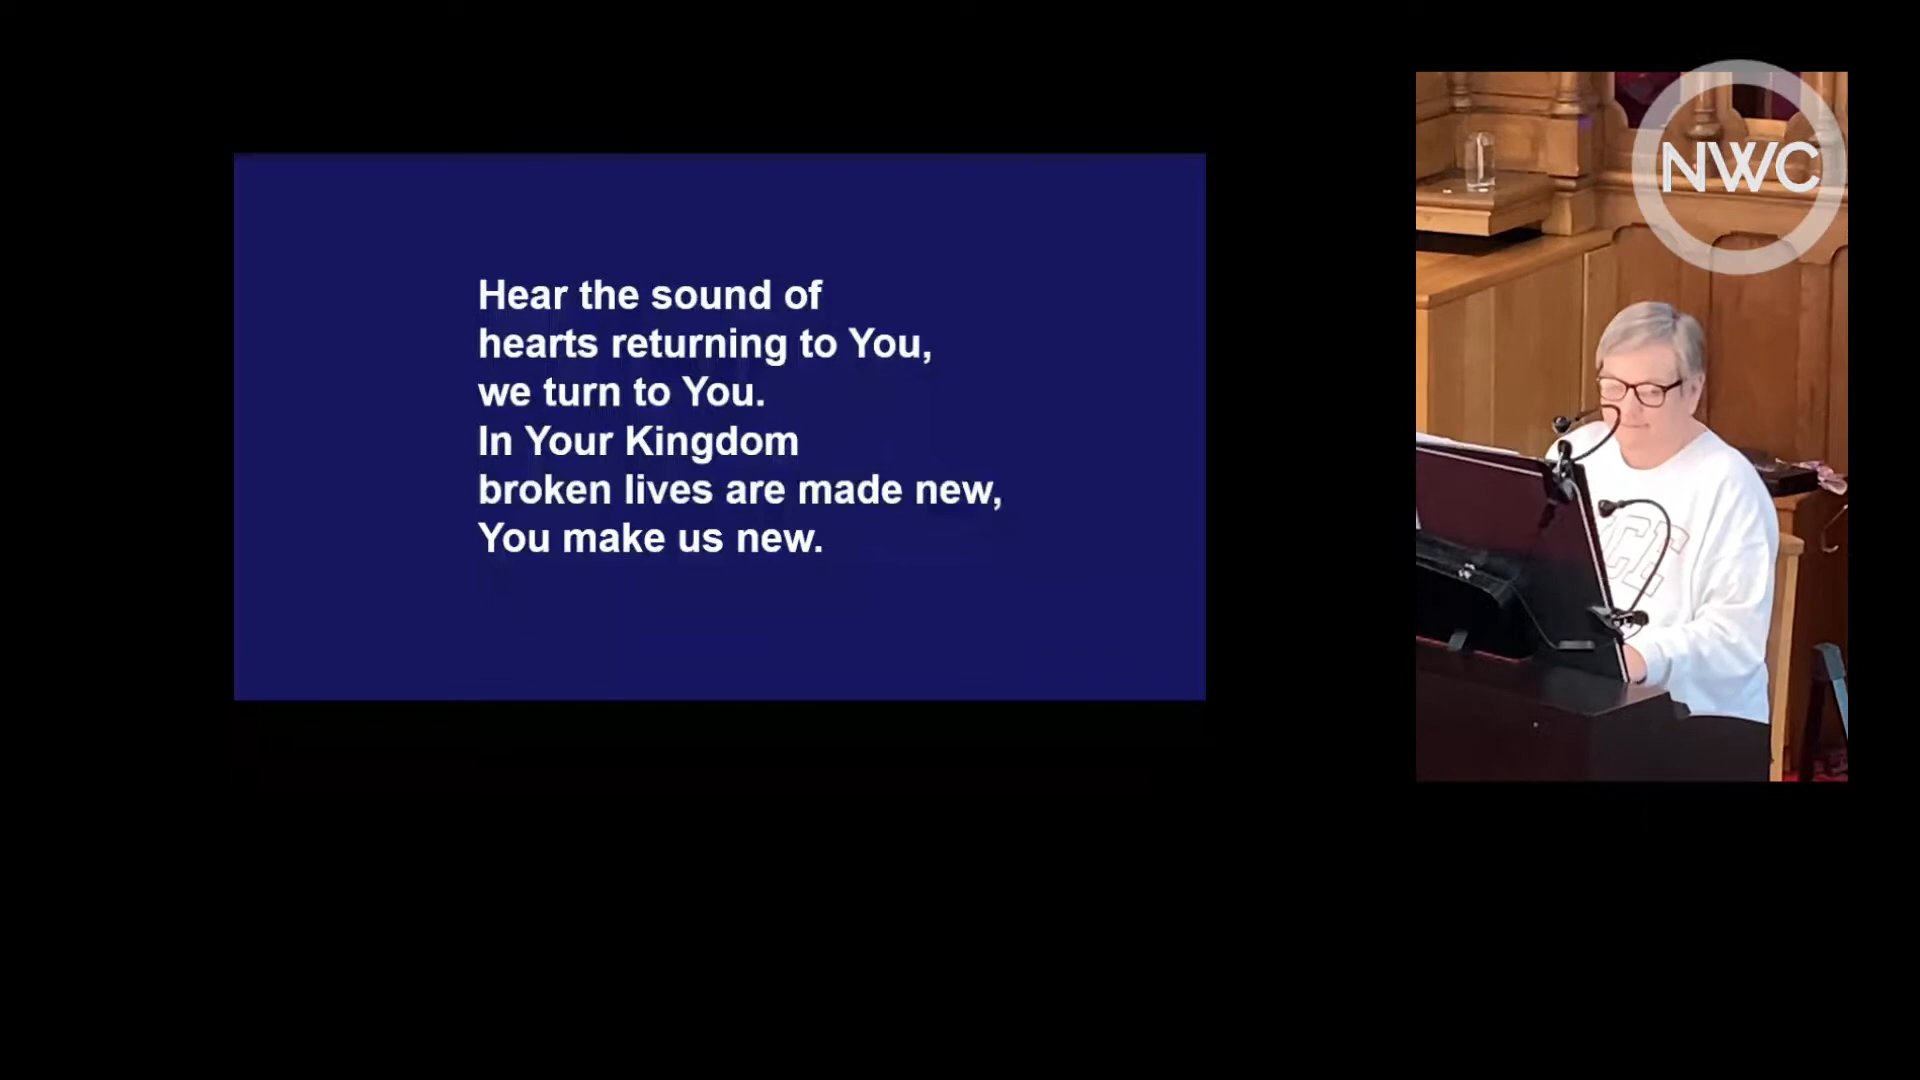 Hear the sound of
hearts returning to You,
we turn to You.
In Your Kingdom
broken lives are made new,
You make us new.
NWC